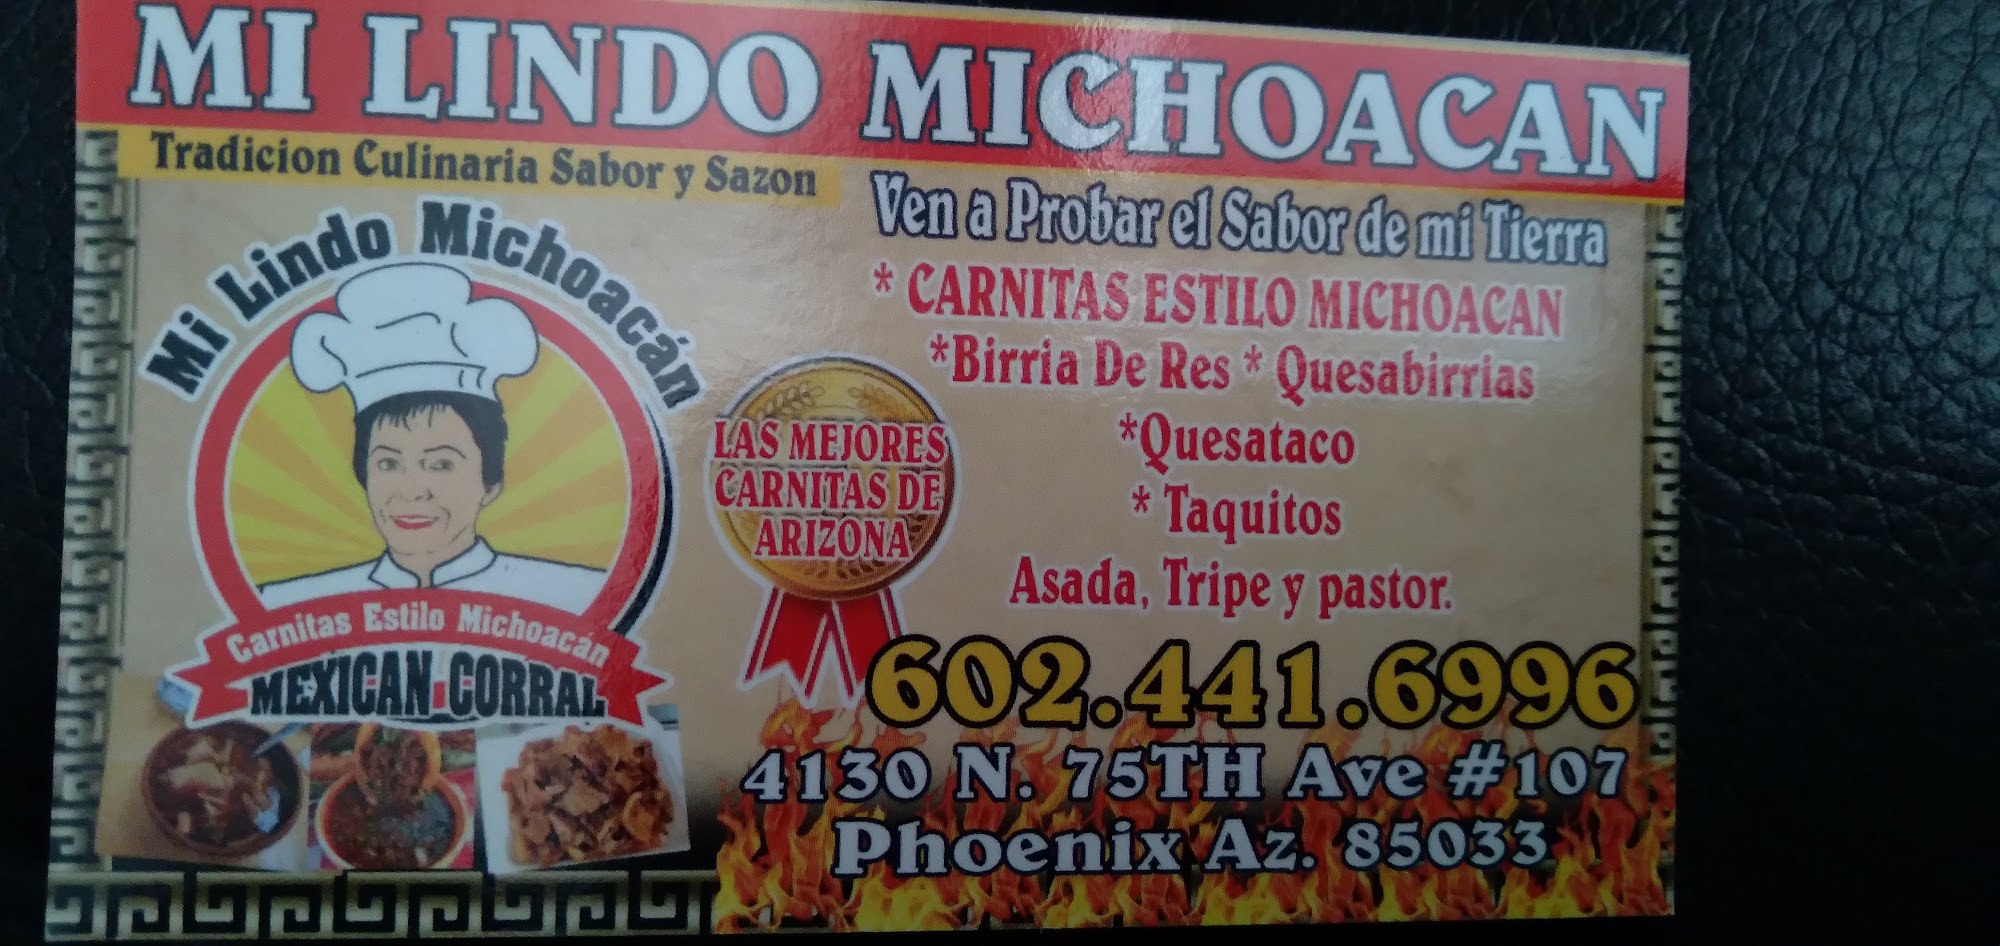 MI LINDO MICHOACAN
Tradicion Culinaria Sabor y Sazon
Ven a Probar el Sabor de mi Tierra
Mi Lindo Michoacán
Carnitas Estilo Michoacán
MEXICAN CORRAL
LAS MEJORES
CARNITAS DE
ARIZONA
* CARNITAS ESTILO MICHOACAN
*Birria De Res * Quesabirrias
*Quesataco
* Taquitos
Asada, Tripe y pastor.
602.441.6996
4130 N. 75TH Ave #107
Phoenix Az. 85033